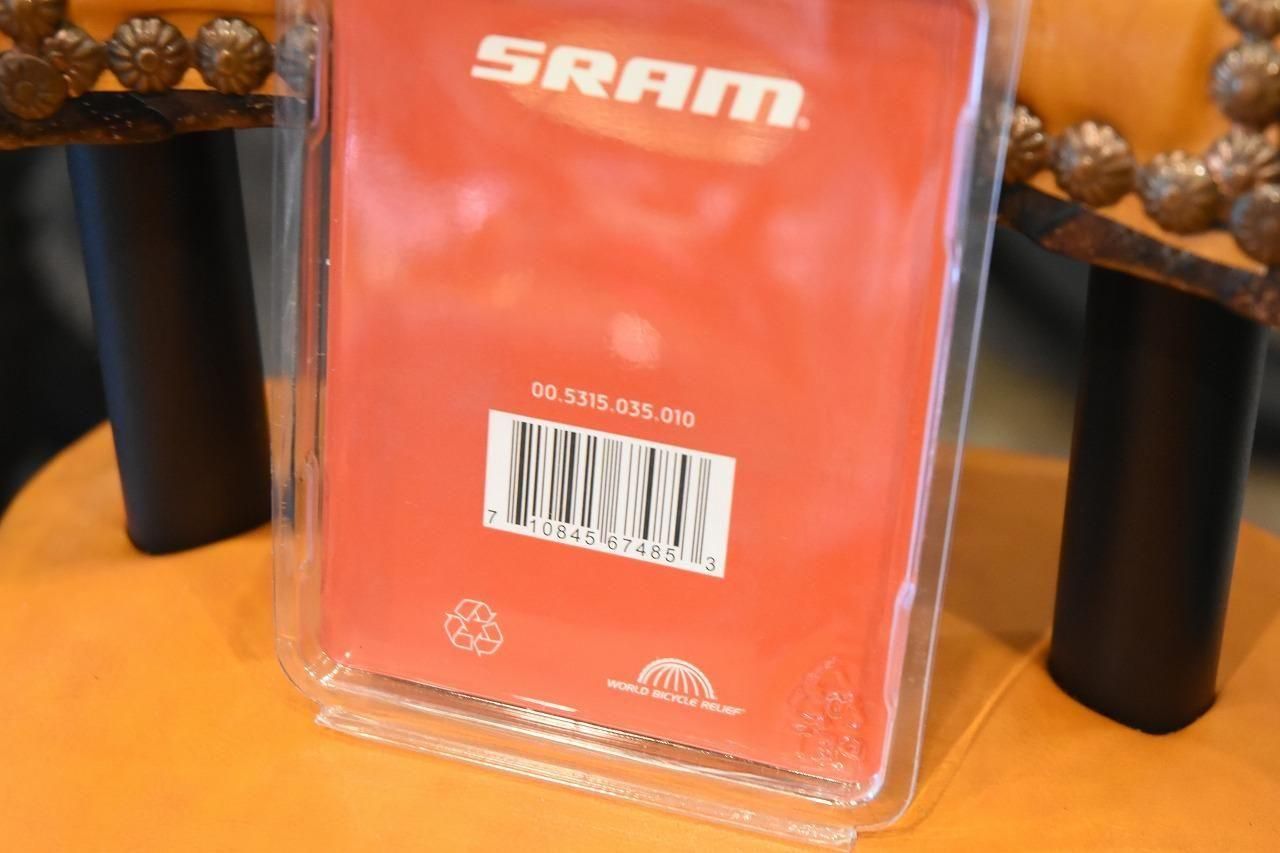 SRAM
00.5315.035.010
7 10845 67485 3
WORLD BICYCLE RELIEF